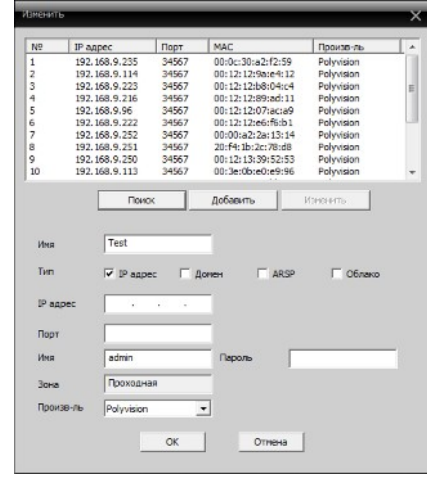 Изменить
№ IP адрес Порт MAC Произв-ль
1 192.168.9.235 34567 00:0c:30:a2:f2:59 Polyvision
2 192.168.9.114 34567 00:12:12:9a:e4:12 Polyvision
3 192.168.9.223 34567 00:12:12:b8:04:c4 Polyvision
4 192.168.9.216 34567 00:12:12:89:ad:11 Polyvision
5 192.168.9.96 34567 00:12:12:07:ac:a9 Polyvision
6 192.168.9.222 34567 00:12:12:e6:f6:b1 Polyvision
7 192.168.9.252 34567 00:00:a2:2a:13:14 Polyvision
8 192.168.9.251 34567 20:f4:1b:2c:78:d8 Polyvision
9 192.168.9.250 34567 00:12:13:39:52:53 Polyvision
10 192.168.9.113 34567 00:3e:0b:e0:e9:96 Polyvision
Поиск Добавить Изменить
Имя Test
Тип IP адрес Домен ARSP Облако
IP адрес . . .
Порт
Имя admin Пароль
Зона Проходная
Произв-ль Polyvision
OK Отмена